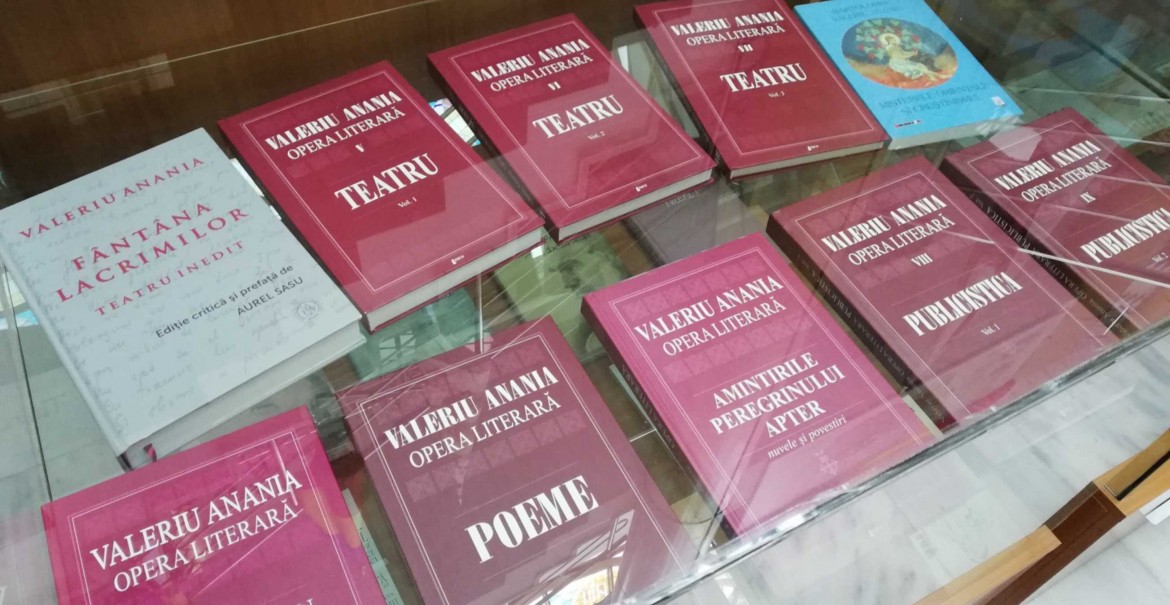 VALERIU ANANIA
FÂNTÂNA
LACRIMILOR
TEATRU INEDIT
Ediție critică și prefață de
AUREL SASU
VALERIU ANANIA
OPERA LITERARĂ
V
TEATRU
Vol. 1
VALERIU ANANIA
OPERA LITERARĂ
VI
TEATRU
Vol. 2
VALERIU ANANIA
OPERA LITERARĂ
VII
TEATRU
Vol. 3
VALERIU ANANIA
OPERA LITERARĂ
VALERIU ANANIA
OPERA LITERARĂ
POEME
VALERIU ANANIA
OPERA LITERARĂ
AMINTIRILE
PEREGRINULUI
APTER
nuvele și povestiri
VALERIU ANANIA
OPERA LITERARĂ
VIII
PUBLICISTICA
Vol. 1
VALERIU ANANIA
OPERA LITERARĂ
IX
PUBLICISTICA
Vol. 2